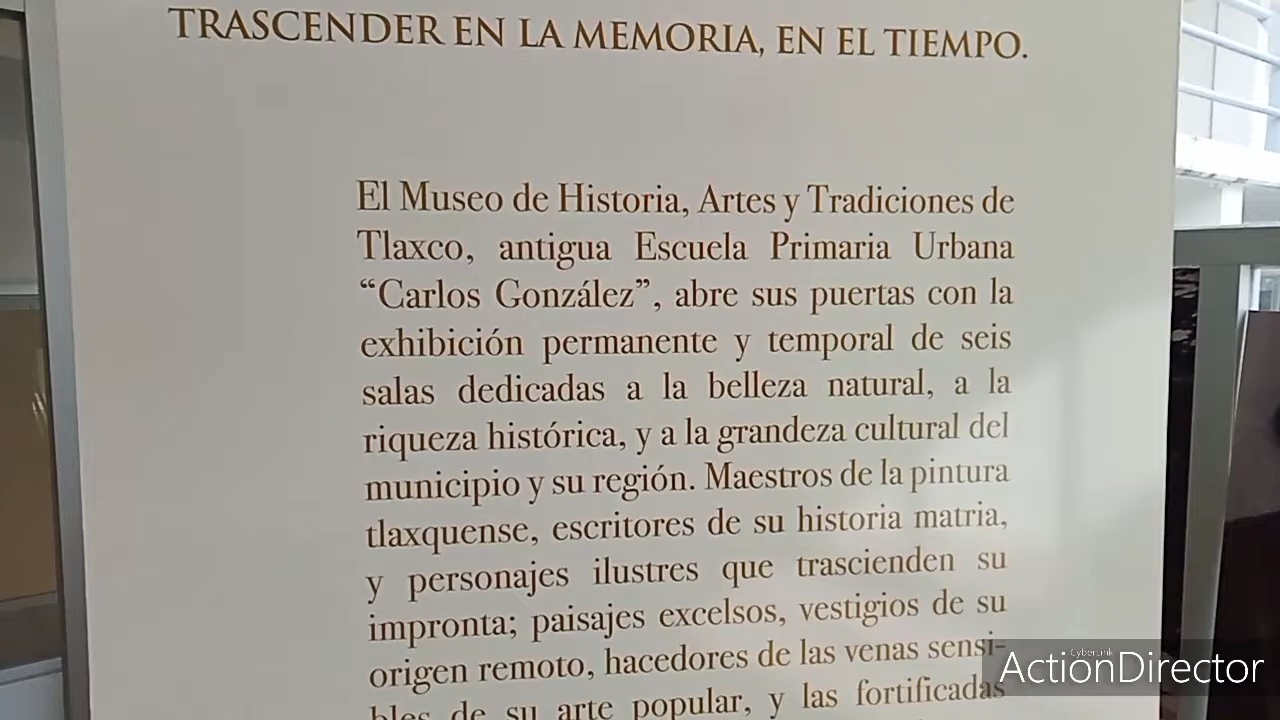 TRASCENDER EN LA MEMORIA, EN EL TIEMPO.
El Museo de Historia, Artes y Tradiciones de
Tlaxco, antigua Escuela Primaria Urbana
“Carlos González”, abre sus puertas con la
exhibición permanente y temporal de seis
salas dedicadas a la belleza natural, a la
riqueza histórica, y a la grandeza cultural del
municipio y su región. Maestros de la pintura
tlaxquense, escritores de su historia matria,
y personajes ilustres que trascienden su
impronta; paisajes excelsos, vestigios de su
origen remoto, hacedores de las venas sensi-
bles de su arte popular, y las fortificadas
CyberLink
ActionDirector